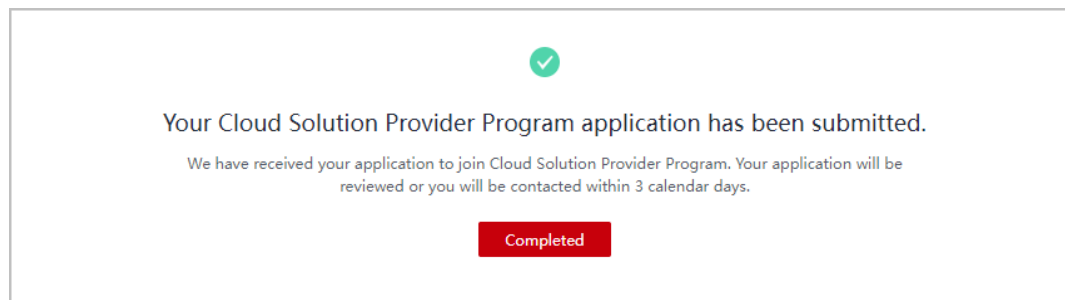 Your Cloud Solution Provider Program application has been submitted.
We have received your application to join Cloud Solution Provider Program. Your application will be
reviewed or you will be contacted within 3 calendar days.
Completed